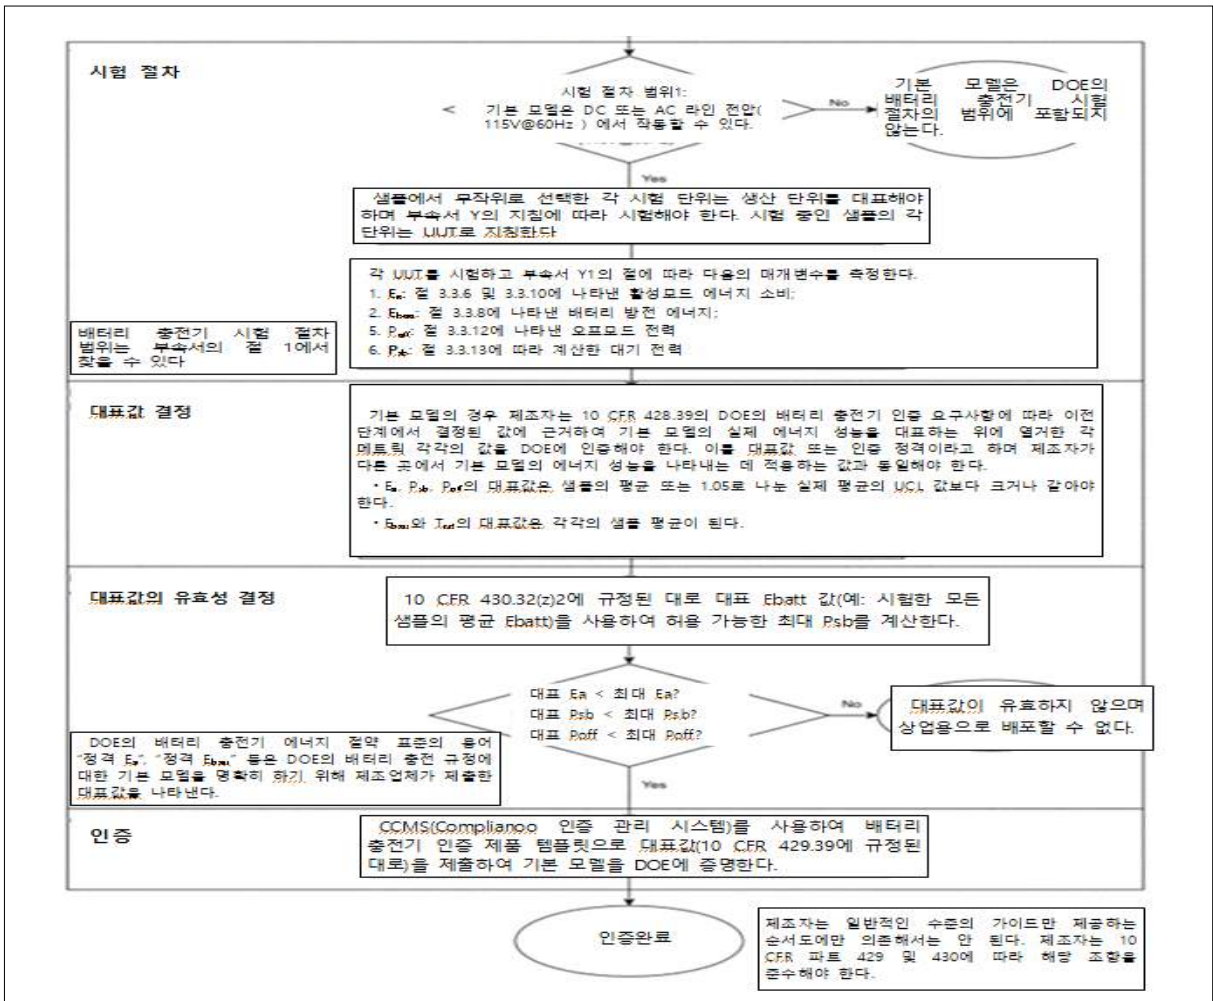 시험 절차
시험 절차 범위1:
기본 모델은 DC 또는 AC 라인 전압(
115V@60Hz ) 에서 작동할 수 있다.
No
기본 모델은 DOE의
배터리 충전기 시험
절차의 범위에 포함되지
않는다.
Yes
샘플에서 무작위로 선택한 각 시험 단위는 생산 단위를 대표해야
하며 부속서 Y의 지침에 따라 시험해야 한다. 시험 중인 샘플의 각
단위는 UUT로 지칭한다
각 UUT를 시험하고 부속서 Y1의 절에 따라 다음의 매개변수를 측정한다.
1. Ea: 절 3.3.6 및 3.3.10에 나타낸 활성모드 에너지 소비;
2. Ebatt: 절 3.3.8에 나타낸 배터리 방전 에너지;
5. Poff: 절 3.3.12에 나타낸 오프모드 전력
6. Psb: 절 3.3.13에 따라 계산한 대기 전력
배터리 충전기 시험 절차
범위는 부속서의 절 1에서
찾을 수 있다
대표값 결정
기본 모델의 경우 제조자는 10 CFR 428.39의 DOE의 배터리 충전기 인증 요구사항에 따라 이전
단계에서 결정된 값에 근거하여 기본 모델의 실제 에너지 성능을 대표하는 위에 열거한 각
메트릭 각각의 값을 DOE에 인증해야 한다. 이를 대표값 또는 인증 정격이라고 하며 제조자가
다른 곳에서 기본 모델의 에너지 성능을 나타내는 데 적용하는 값과 동일해야 한다.
• Ea, Psb, Poff의 대표값은 샘플의 평균 또는 1.05로 나눈 실제 평균의 UCL 값보다 크거나 같아야
한다.
• Ebatt와 Tcd의 대표값은 각각의 샘플 평균이 된다.
대표값의 유효성 결정
10 CFR 430.32(z)2에 규정된 대로 대표 Ebatt 값(예: 시험한 모든
샘플의 평균 Ebatt)을 사용하여 허용 가능한 최대 Psb를 계산한다.
대표 Ea < 최대 Ea?
대표 Psb < 최대 Psb?
대표 Poff < 최대 Poff?
No
대표값이 유효하지 않으며
상업용으로 배포할 수 없다.
DOE의 배터리 충전기 에너지 절약 표준의 용어
"정격 Ea", "정격 Ebatt" 등은 DOE의 배터리 충전 규정에
대한 기본 모델을 명확히 하기 위해 제조업체가 제출한
대표값을 나타낸다.
Yes
인증
CCMS(Complianoo 인증 관리 시스템)를 사용하여 배터리
충전기 인증 제품 템플릿으로 대표값(10 CFR 429.39에 규정된
대로)을 제출하여 기본 모델을 DOE에 증명한다.
인증완료
제조자는 일반적인 수준의 가이드만 제공하는
순서도에만 의존해서는 안 된다. 제조자는 10
CFR 파트 429 및 430에 따라 해당 조항을
준수해야 한다.